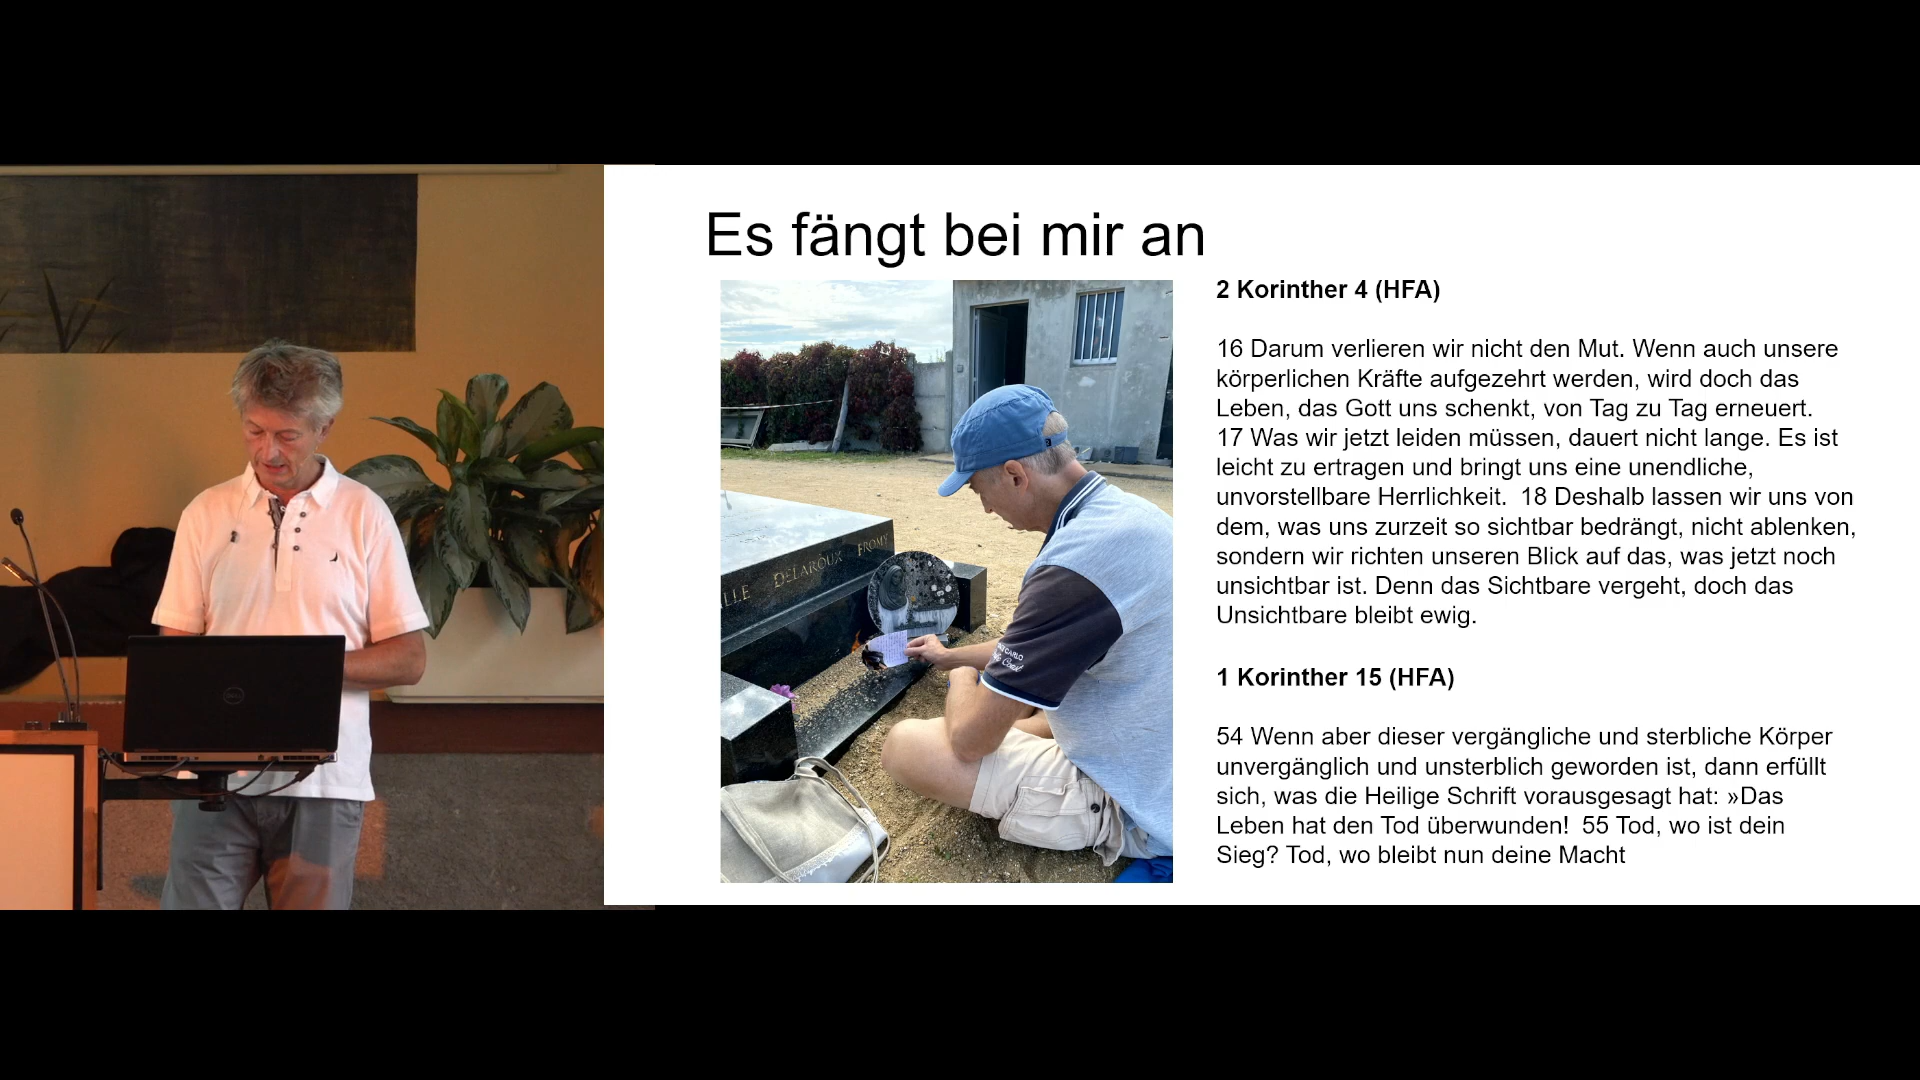 Es fängt bei mir an
2 Korinther 4 (HFA)
16 Darum verlieren wir nicht den Mut. Wenn auch unsere
körperlichen Kräfte aufgezehrt werden, wird doch das
Leben, das Gott uns schenkt, von Tag zu Tag erneuert.
17 Was wir jetzt leiden müssen, dauert nicht lange. Es ist
leicht zu ertragen und bringt uns eine unendliche,
unvorstellbare Herrlichkeit.  18 Deshalb lassen wir uns von
dem, was uns zurzeit so sichtbar bedrängt, nicht ablenken,
sondern wir richten unseren Blick auf das, was jetzt noch
unsichtbar ist. Denn das Sichtbare vergeht, doch das
Unsichtbare bleibt ewig.
1 Korinther 15 (HFA)
54 Wenn aber dieser vergängliche und sterbliche Körper
unvergänglich und unsterblich geworden ist, dann erfüllt
sich, was die Heilige Schrift vorausgesagt hat: »Das
Leben hat den Tod überwunden!  55 Tod, wo ist dein
Sieg? Tod, wo bleibt nun deine Macht
DELAROUX FROMY
DELL